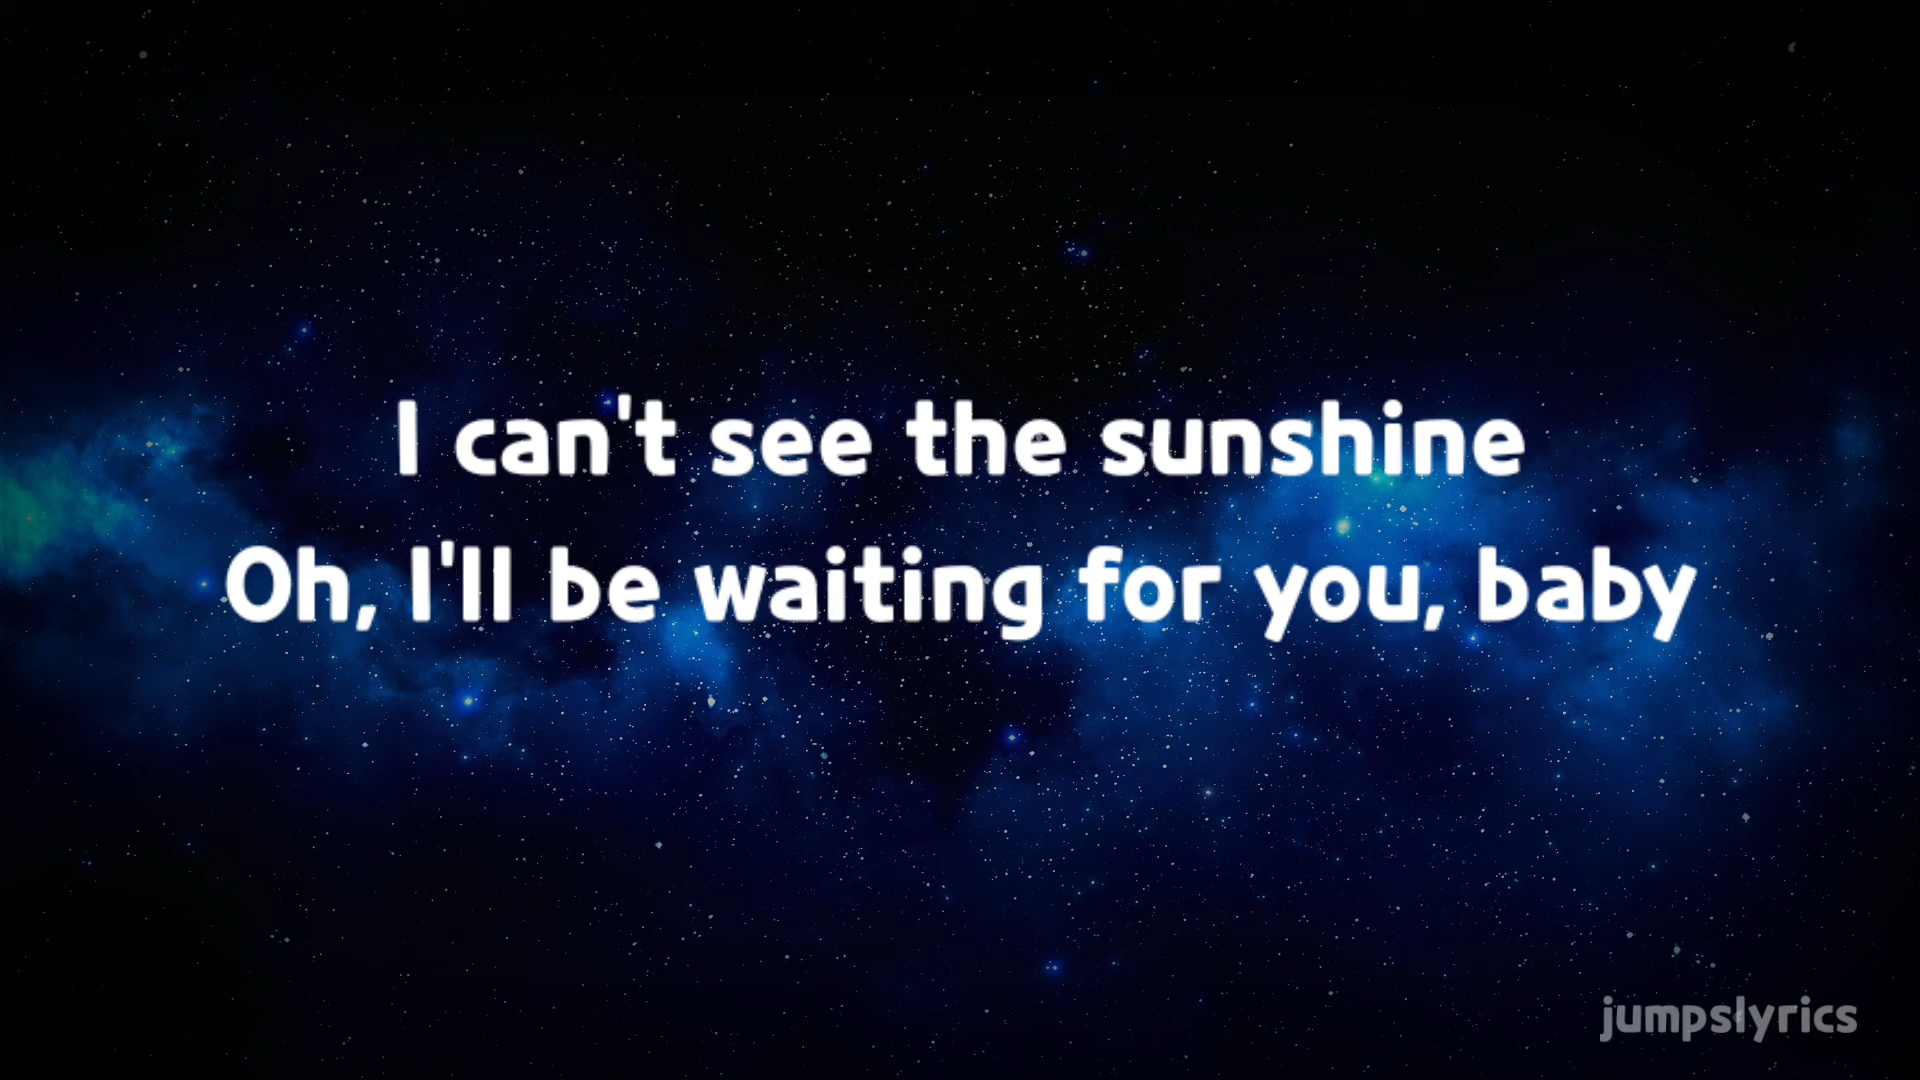 I can't see the sunshine
Oh, I'll be waiting for you, baby
jumpslyrics